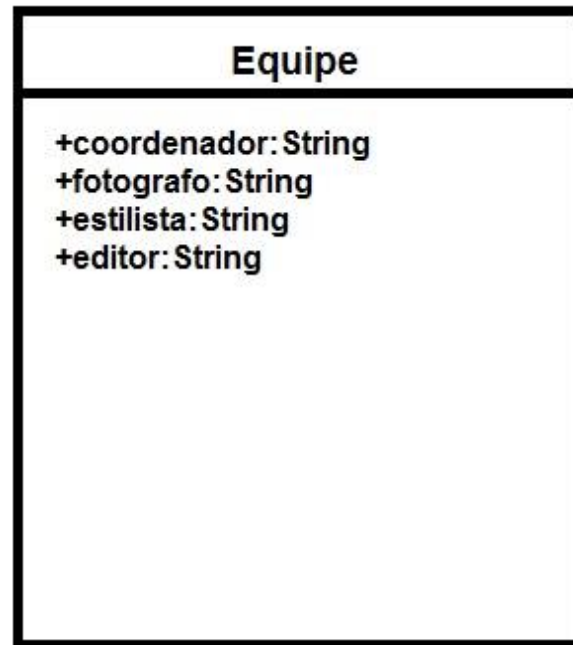 Equipe
+coordenador:String
+fotografo:String
+estilista:String
+editor:String